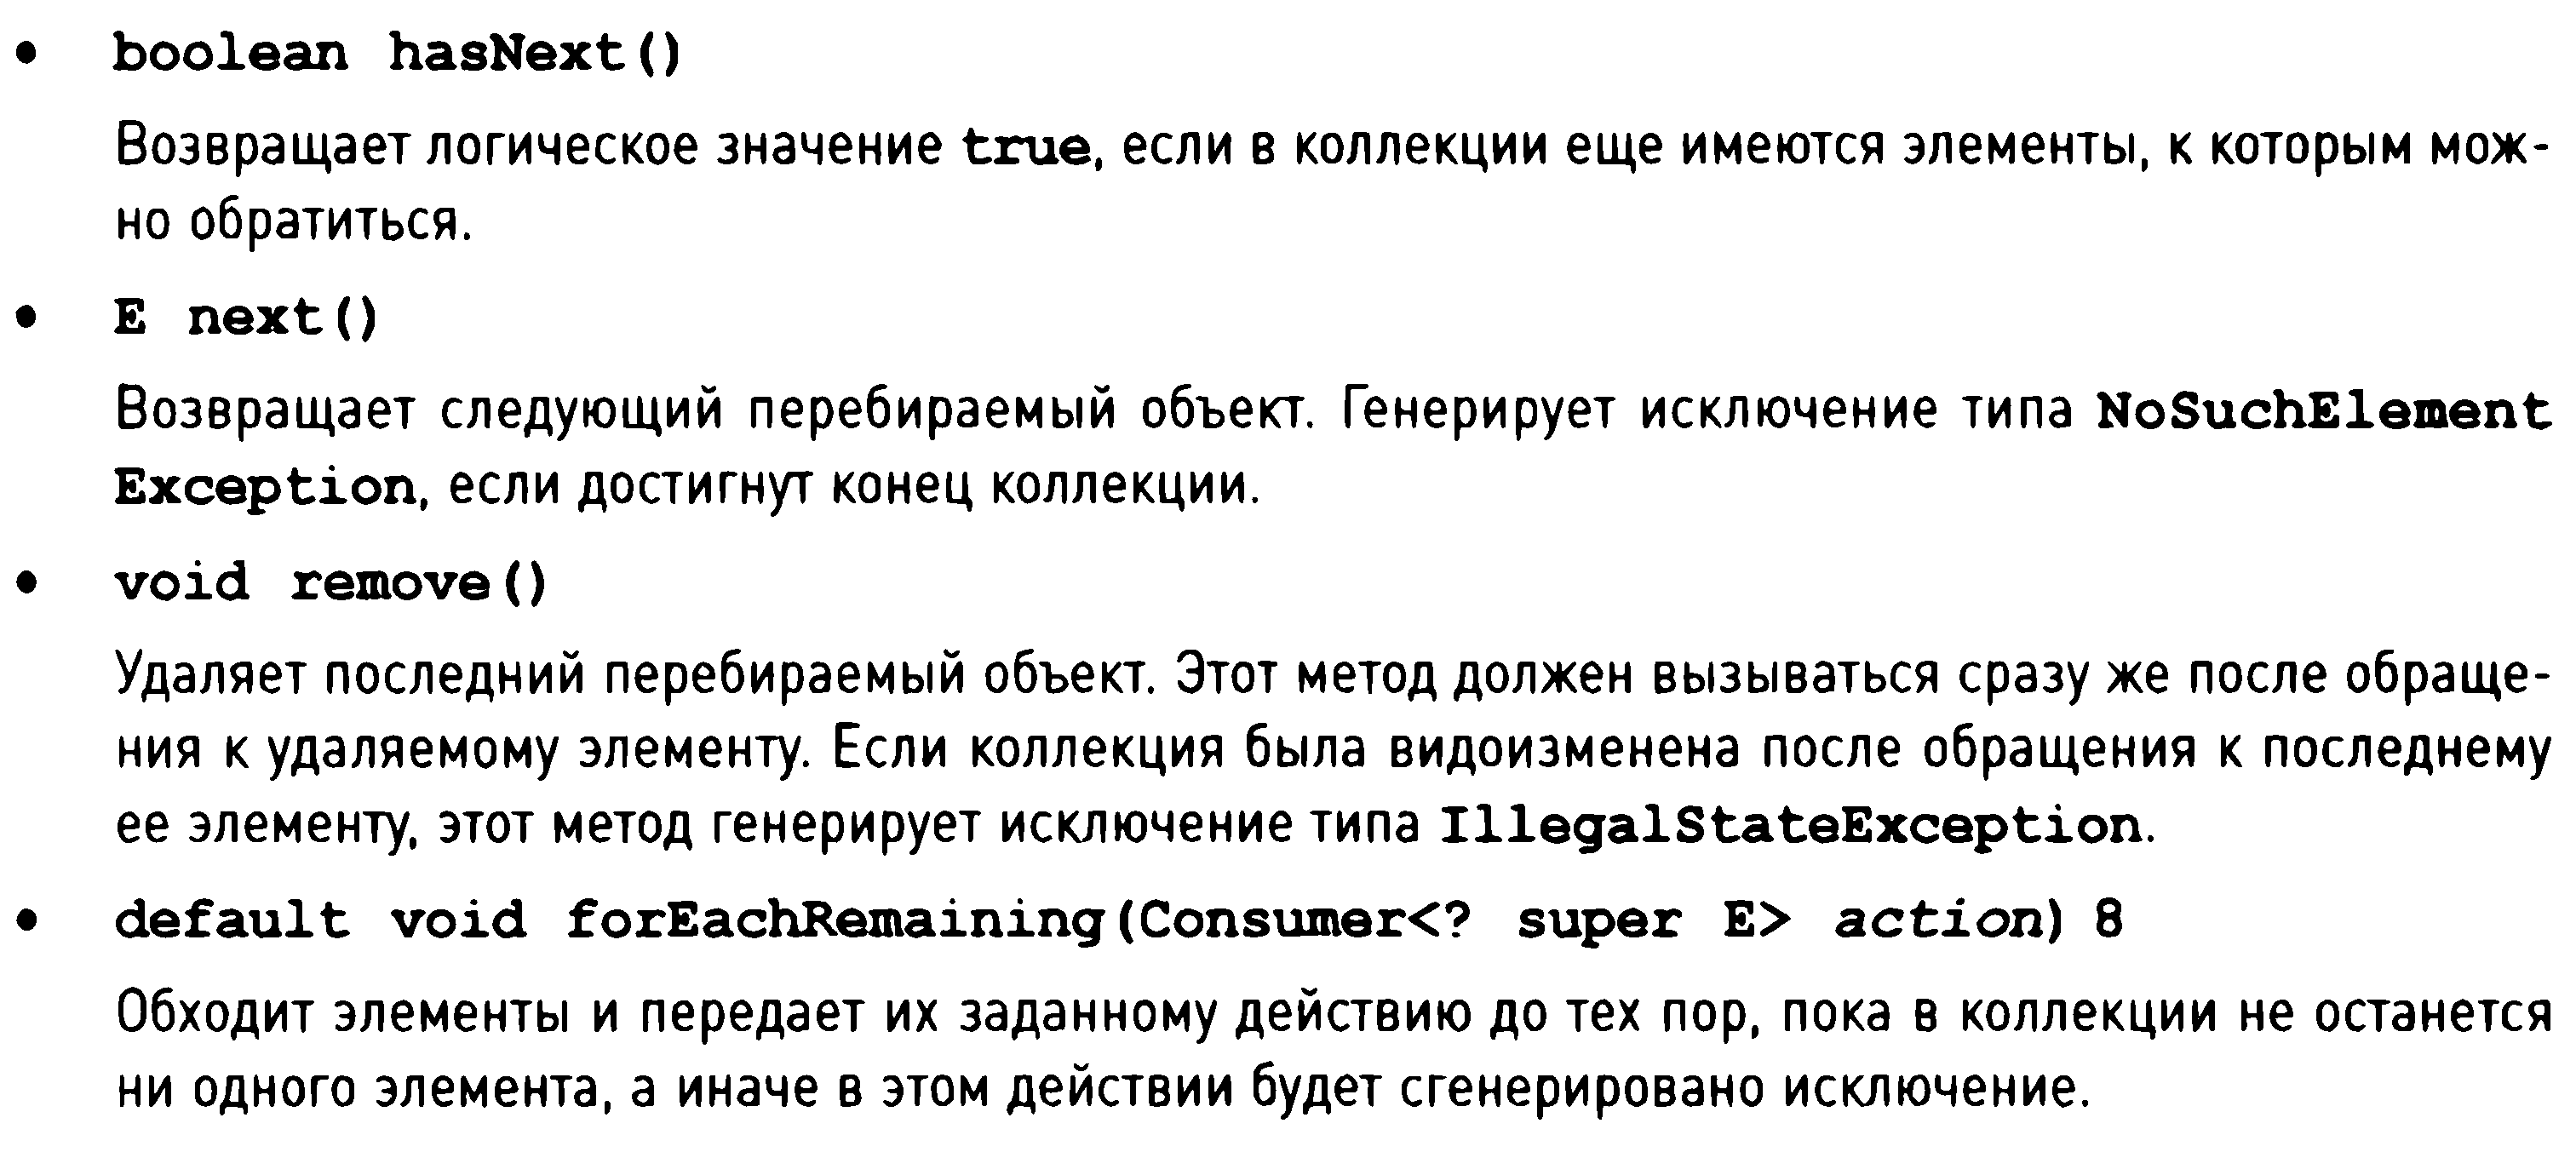 • boolean hasNext()
Возвращает логическое значение true, если в коллекции еще имеются элементы, к которым мож-
но обратиться.
• E next()
Возвращает следующий перебираемый объект. Генерирует исключение типа NoSuchElement
Exception, если достигнут конец коллекции.
• void remove()
Удаляет последний перебираемый объект. Этот метод должен вызываться сразу же после обраще-
ния к удаляемому элементу. Если коллекция была видоизменена после обращения к последнему
ее элементу, этот метод генерирует исключение типа IllegalStateException.
• default void forEachRemaining(Consumer<? super E> action) 8
Обходит элементы и передает их заданному действию до тех пор, пока в коллекции не останется
ни одного элемента, а иначе в этом действии будет сгенерировано исключение.